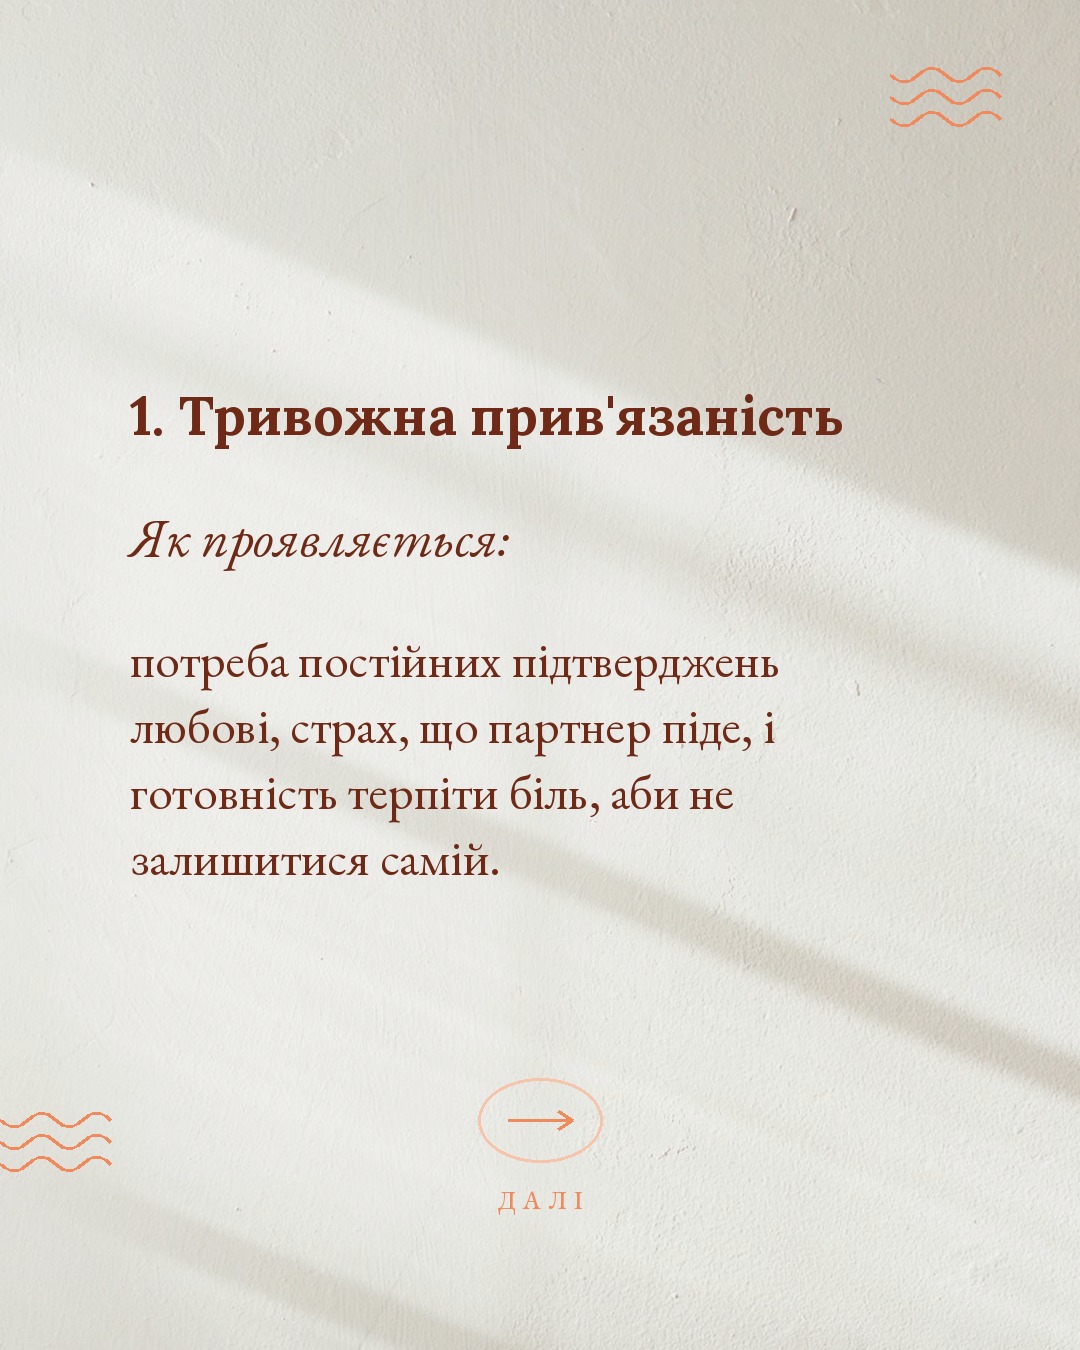 1. Тривожна прив'язаність
Як проявляється:
потреба постійних підтверджень
любові, страх, що партнер піде, і
готовність терпіти біль, аби не
залишитися самій.
ДАЛІ